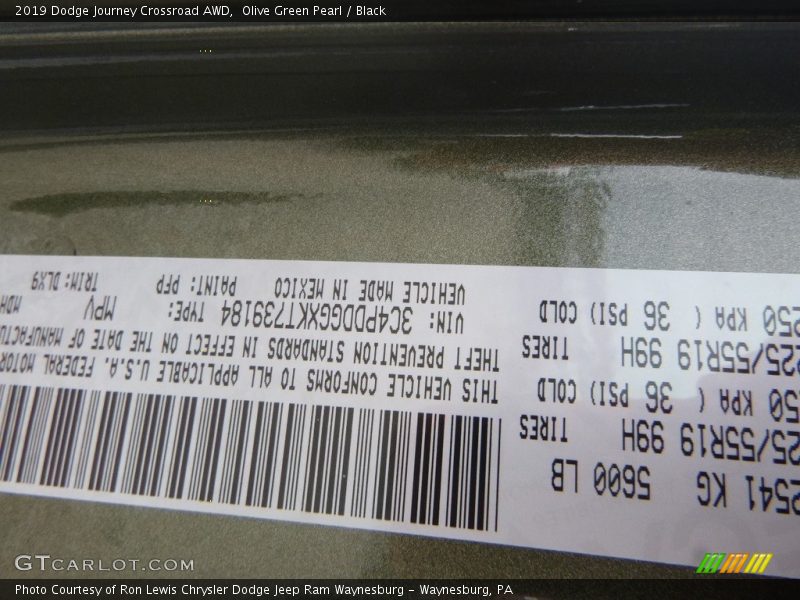 2019 Dodge Journey Crossroad AWD,  Olive Green Pearl / Black
2541 KG 5600 LB
25/55R19 99H TIRES
250 KPA ( 36 PSI) COLD
225/55R19 99H TIRES
250 KPA ( 36 PSI) COLD
THIS VEHICLE CONFORMS TO ALL APPLICABLE U.S.A. FEDERAL MOTOR
THEFT PREVENTION STANDARDS IN EFFECT ON THE DATE OF MANUFACTU
VIN: 3C4PDDGGXKT739184 TYPE: MPV MDH
VEHICLE MADE IN MEXICO PAINT: PFP TRIM: DLX9
GTCARLOT.COM
Photo Courtesy of Ron Lewis Chrysler Dodge Jeep Ram Waynesburg - Waynesburg, PA